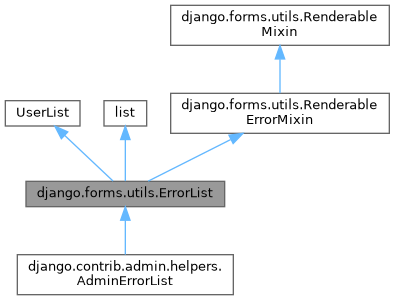 django.forms.utils.Renderable
Mixin
UserList
list
django.forms.utils.Renderable
ErrorMixin
django.forms.utils.ErrorList
django.contrib.admin.helpers.
AdminErrorList